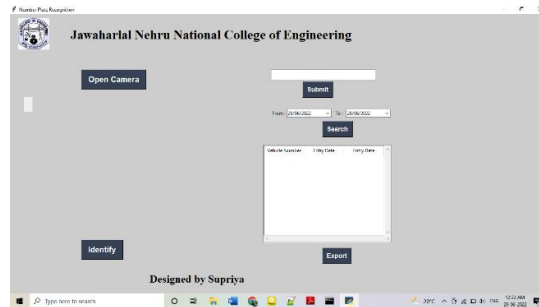 Number Plate Recognition
Jawaharlal Nehru National College of Engineering
Open Camera
Submit
From: 29/06/2022 To: 29/06/2022
Search
Vehicle Number Entry Date Entry Date
Identify
Export
Designed by Supriya
Type here to search
29°C ENG 12:23 AM
29-06-2022